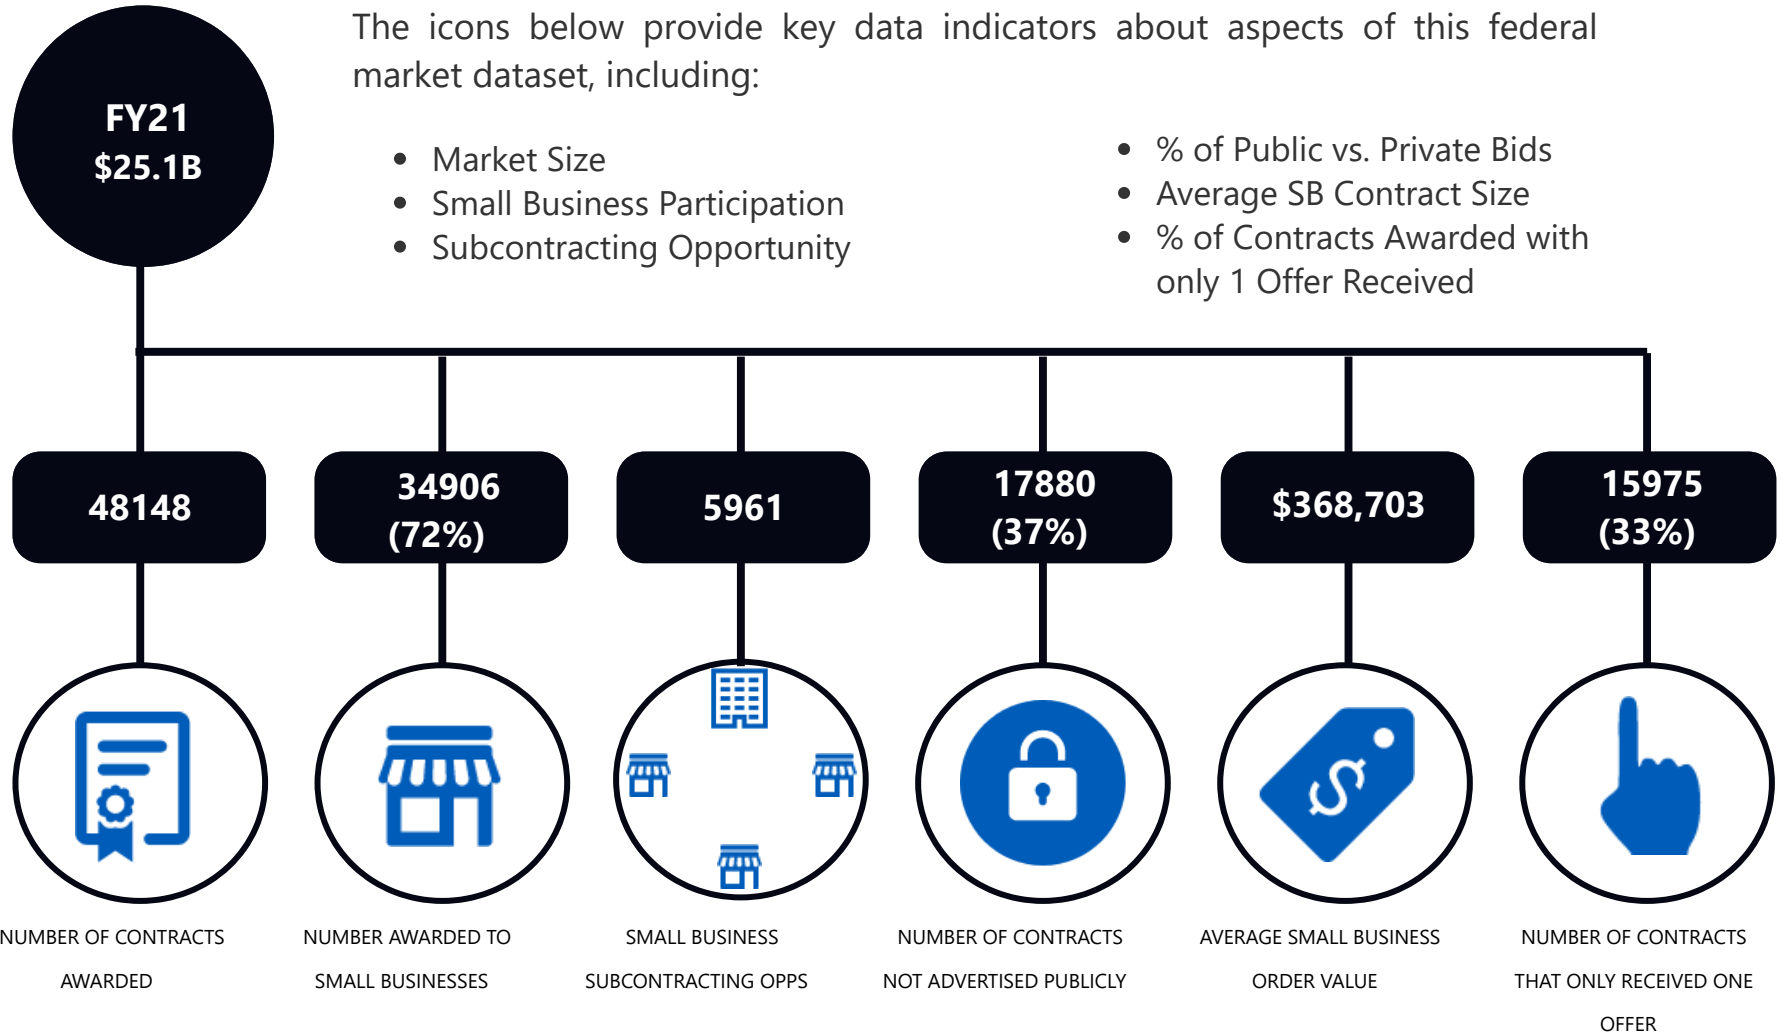 FY21
$25.1B
The icons below provide key data indicators about aspects of this federal
market dataset, including:
• Market Size
• Small Business Participation
• Subcontracting Opportunity
• % of Public vs. Private Bids
• Average SB Contract Size
• % of Contracts Awarded with
only 1 Offer Received
48148
34906
(72%)
5961
17880
(37%)
$368,703
15975
(33%)
$
NUMBER OF CONTRACTS
AWARDED
NUMBER AWARDED TO
SMALL BUSINESSES
SMALL BUSINESS
SUBCONTRACTING OPPS
NUMBER OF CONTRACTS
NOT ADVERTISED PUBLICLY
AVERAGE SMALL BUSINESS
ORDER VALUE
NUMBER OF CONTRACTS
THAT ONLY RECEIVED ONE
OFFER